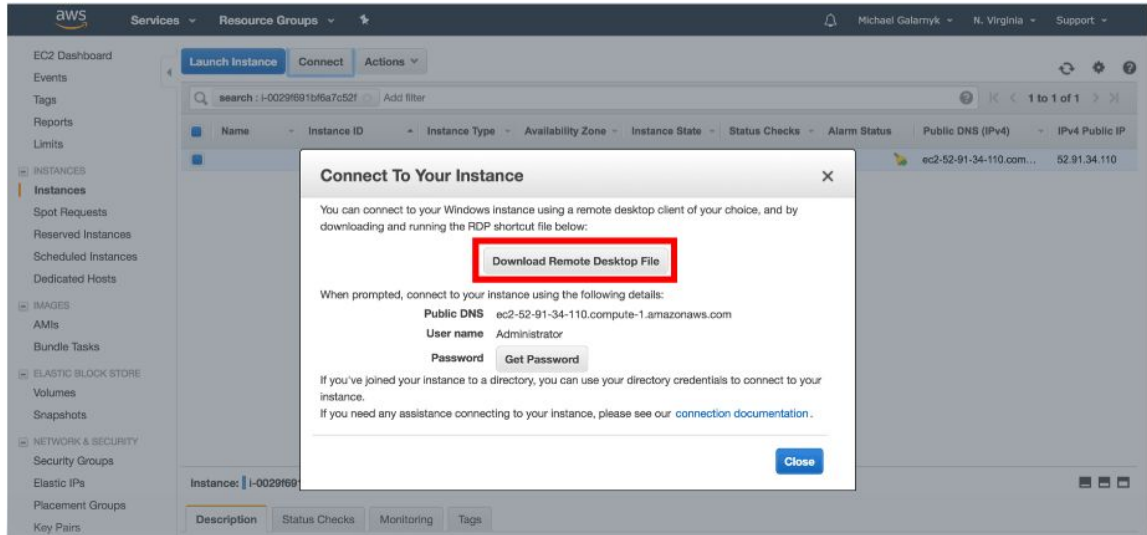 aws Services Resource Groups Michael Galarnyk N. Virginia Support
EC2 Dashboard
Events
Tags
Reports
Limits
INSTANCES
Instances
Spot Requests
Reserved Instances
Scheduled Instances
Dedicated Hosts
IMAGES
AMIs
Bundle Tasks
ELASTIC BLOCK STORE
Volumes
Snapshots
NETWORK & SECURITY
Security Groups
Elastic IPs
Placement Groups
Key Pairs
Launch Instance Connect Actions
search : i-0029f691bf6a7c52f Add filter 1 to 1 of 1
Name Instance ID Instance Type Availability Zone Instance State Status Checks Alarm Status Public DNS (IPv4) IPv4 Public IP
ec2-52-91-34-110.com... 52.91.34.110
Connect To Your Instance
You can connect to your Windows instance using a remote desktop client of your choice, and by
downloading and running the RDP shortcut file below:
Download Remote Desktop File
When prompted, connect to your instance using the following details:
Public DNS ec2-52-91-34-110.compute-1.amazonaws.com
User name Administrator
Password Get Password
If you've joined your instance to a directory, you can use your directory credentials to connect to your
instance.
If you need any assistance connecting to your instance, please see our connection documentation.
Close
Instance: i-0029f691
Description Status Checks Monitoring Tags